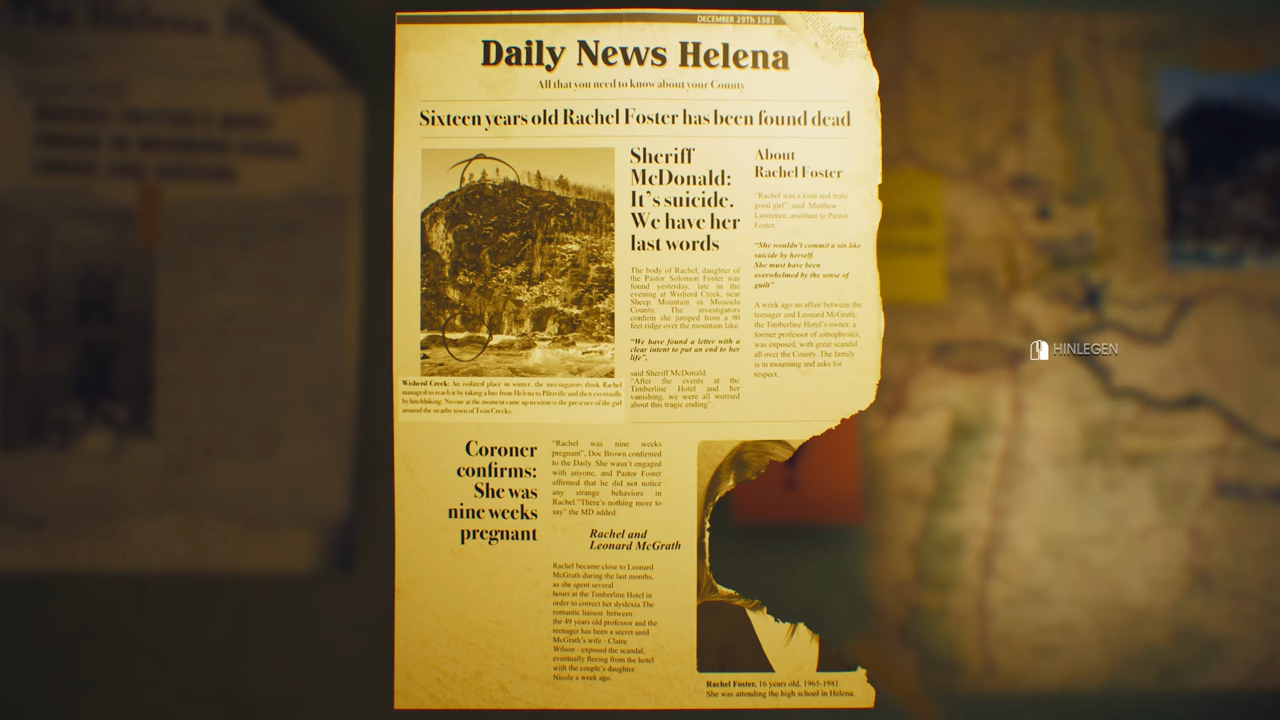 DECEMBER 29Th 1981
Daily News Helena
All that you need to know about your County
Sixteen years old Rachel Foster has been found dead
Sheriff
McDonald:
It's suicide.
We have her
last words
The body of Rachel, daughter of
the Pastor Solomon Foster was
found yesterday, late in the
evening at Wisherd Creek, near
Sheep Mountain in Missoula
County. The investigators
confirm she jumped from a 90
feet ridge over the mountain lake.
"We have found a letter with a
clear intent to put an end to her
life",
said Sheriff McDonald.
"After the events at the
Timberline Hotel and her
vanishing, we were all worried
about this tragic ending".
About
Rachel Foster
"Rachel was a kind and truly
good girl", said Matthew
Lawrence, assistant to Pastor
Foster.
"She wouldn't commit a sin like
suicide by herself.
She must have been
overwhelmed by the sense of
guilt"
A week ago an affair between the
teenager and Leonard McGrath,
the Timberline Hotel's owner, a
former professor of astrophysics,
was exposed, with great scandal
all over the County. The family
is in mourning and asks for
respect.
Wisherd Creek: An isolated place in winter, the investigators think Rachel
managed to reach it by taking a bus from Helena to Piltzville and then eventually
by hitchhiking. No one at the moment came up to witness the presence of the girl
around the nearby town of Twin Creeks.
Coroner
confirms:
She was
nine weeks
pregnant
"Rachel was nine weeks
pregnant", Doc Brown confirmed
to the Daily. She wasn't engaged
with anyone, and Pastor Foster
affirmed that he did not notice
any strange behaviors in
Rachel."There's nothing more to
say" the MD added.
Rachel and
Leonard McGrath
Rachel became close to Leonard
McGrath during the last months,
as she spent several
hours at the Timberline Hotel in
order to correct her dyslexia.The
romantic liaison between
the 49 years old professor and the
teenager has been a secret until
McGrath's wife - Claire
Wilson - exposed the scandal,
eventually fleeing from the hotel
with the couple's daughter
Nicole a week ago.
Rachel Foster, 16 years old, 1965-1981.
She was attending the high school in Helena.
HINLEGEN